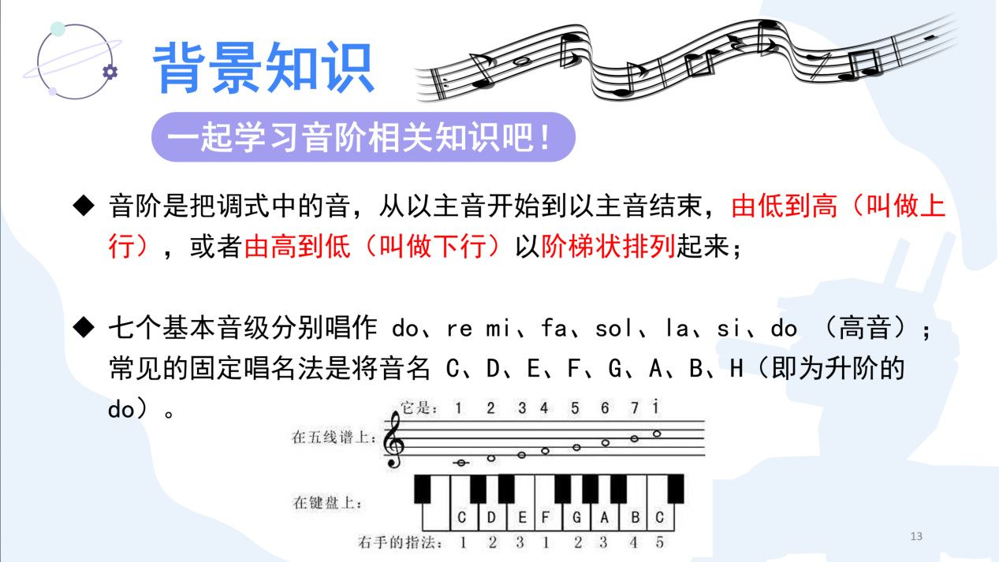 背景知识
一起学习音阶相关知识吧！
◆ 音阶是把调式中的音，从以主音开始到以主音结束，由低到高（叫做上
行），或者由高到低（叫做下行）以阶梯状排列起来；
◆ 七个基本音级分别唱作 do、re mi、fa、sol、la、si、do （高音）；
常见的固定唱名法是将音名 C、D、E、F、G、A、B、H（即为升阶的
do）。
它是： 1 2 3 4 5 6 7 i
在五线谱上：
在键盘上：
C D E F G A B C
右手的指法： 1 2 3 1 2 3 4 5
13